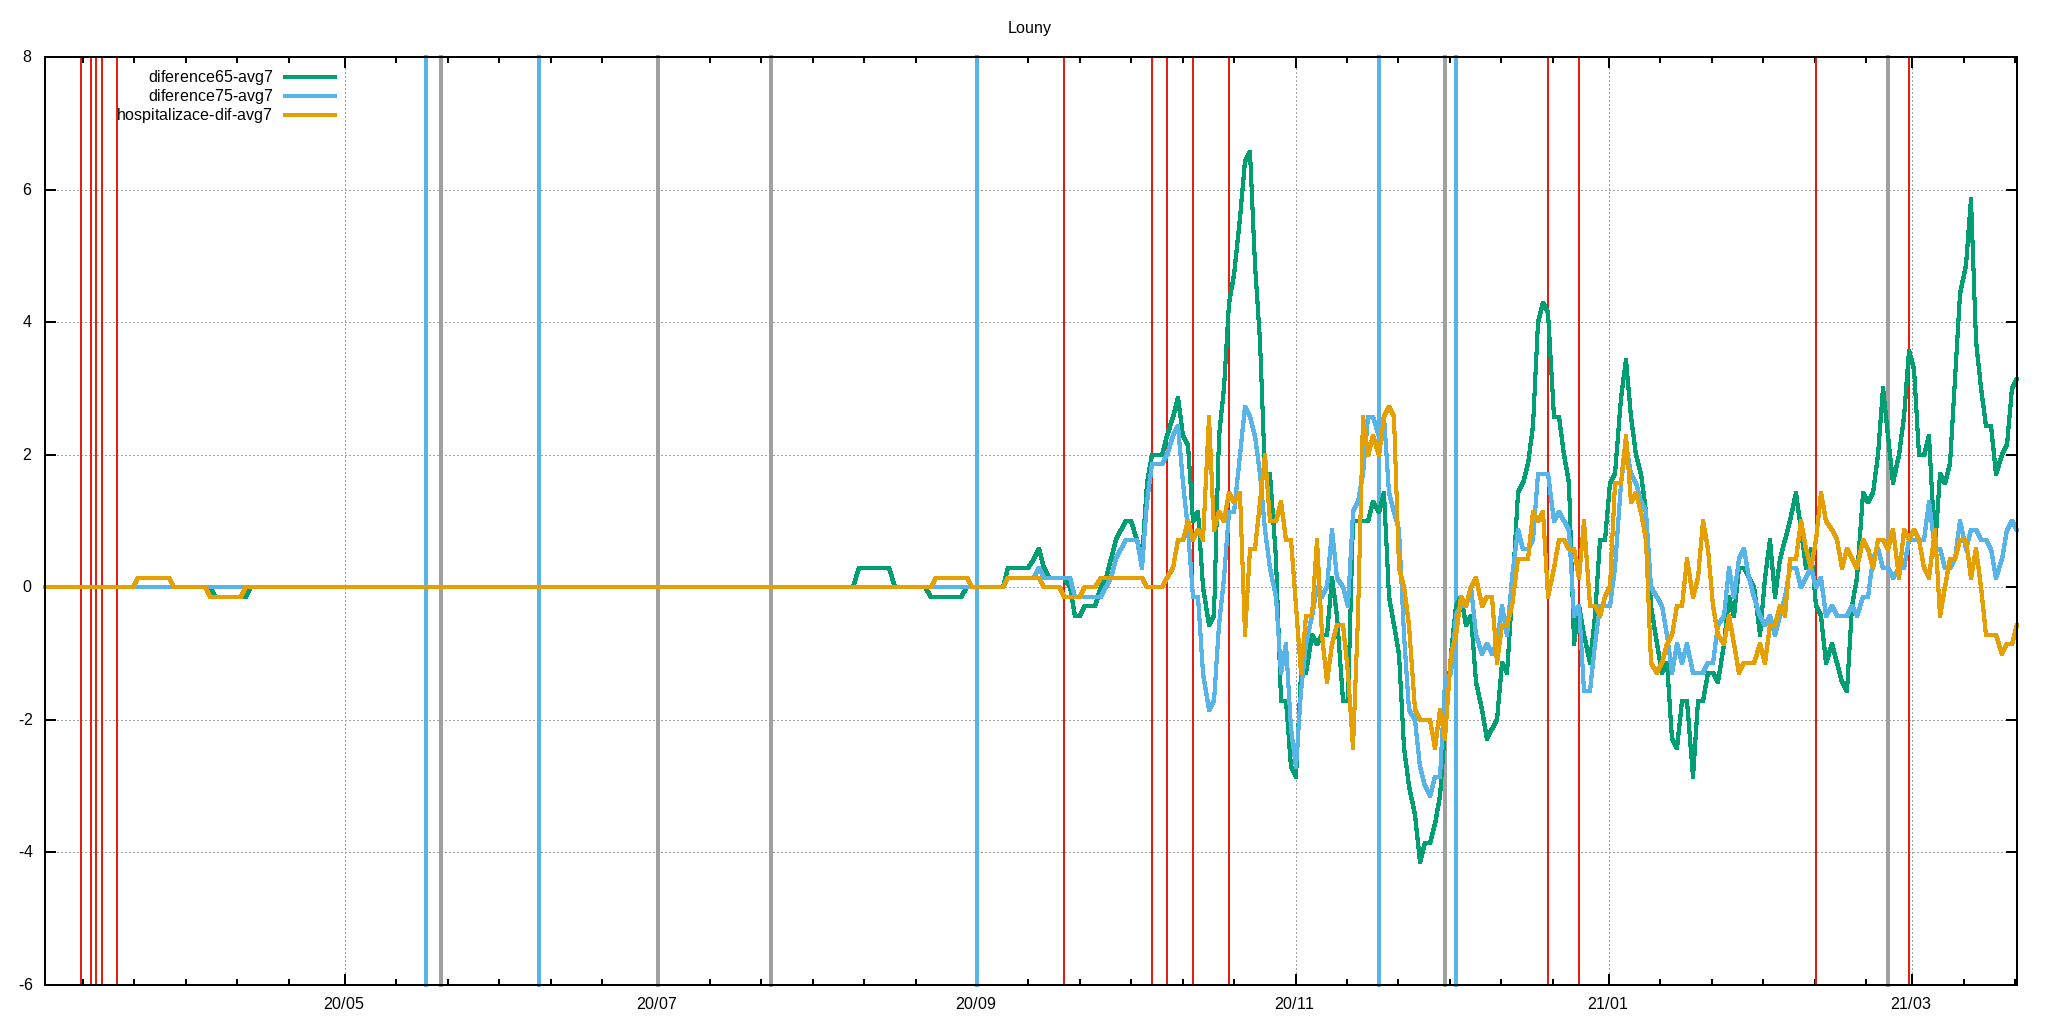 Louny
diference65-avg7
diference75-avg7
hospitalizace-dif-avg7
8
6
4
2
0
-2
-4
-6
20/05 20/07 20/09 20/11 21/01 21/03